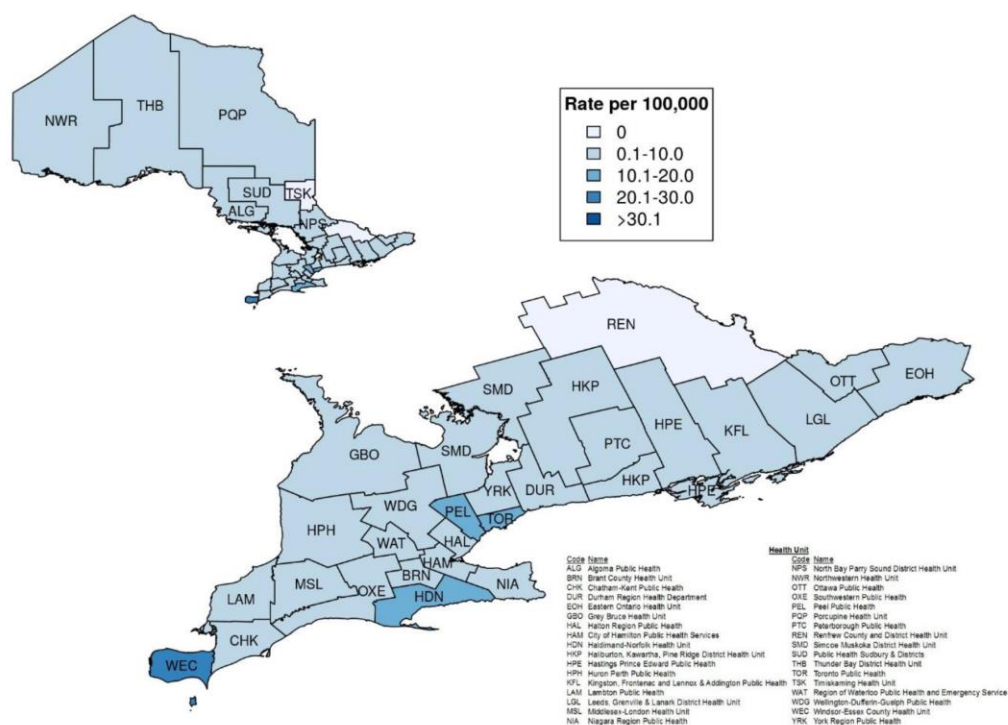 Rate per 100,000
0
0.1-10.0
10.1-20.0
20.1-30.0
>30.1
NWR
THB
PQP
SUD
TSK
ALG
NPS
REN
SMD
HKP
OTT
EOH
LGL
HPE
KFL
PTC
SMD
GBO
HKP
HPE
YRK
DUR
WDG
PEL
TOR
HPH
WAT
HAL
HAM
BRN
MSL
OXE
HDN
NIA
LAM
CHK
WEC
Health Unit
Code Name
ALG Algoma Public Health
BRN Brant County Health Unit
CHK Chatham-Kent Public Health
DUR Durham Region Health Department
EOH Eastern Ontario Health Unit
GBO Grey Bruce Health Unit
HAL Halton Region Public Health
HAM City of Hamilton Public Health Services
HDN Haldimand-Norfolk Health Unit
HKP Haliburton, Kawartha, Pine Ridge District Health Unit
HPE Hastings Prince Edward Public Health
HPH Huron Perth Public Health
KFL Kingston, Frontenac and Lennox & Addington Public Health
LAM Lambton Public Health
LGL Leeds, Grenville & Lanark District Health Unit
MSL Middlesex-London Health Unit
NIA Niagara Region Public Health
Code Name
NPS North Bay Parry Sound District Health Unit
NWR Northwestern Health Unit
OTT Ottawa Public Health
OXE Southwestern Public Health
PEL Peel Public Health
PQP Porcupine Health Unit
PTC Peterborough Public Health
REN Renfrew County and District Health Unit
SMD Simcoe Muskoka District Health Unit
SUD Public Health Sudbury & Districts
THB Thunder Bay District Health Unit
TOR Toronto Public Health
TSK Timiskaming Health Unit
WAT Region of Waterloo Public Health and Emergency Service
WDG Wellington-Dufferin-Guelph Public Health
WEC Windsor-Essex County Health Unit
YRK York Region Public Health